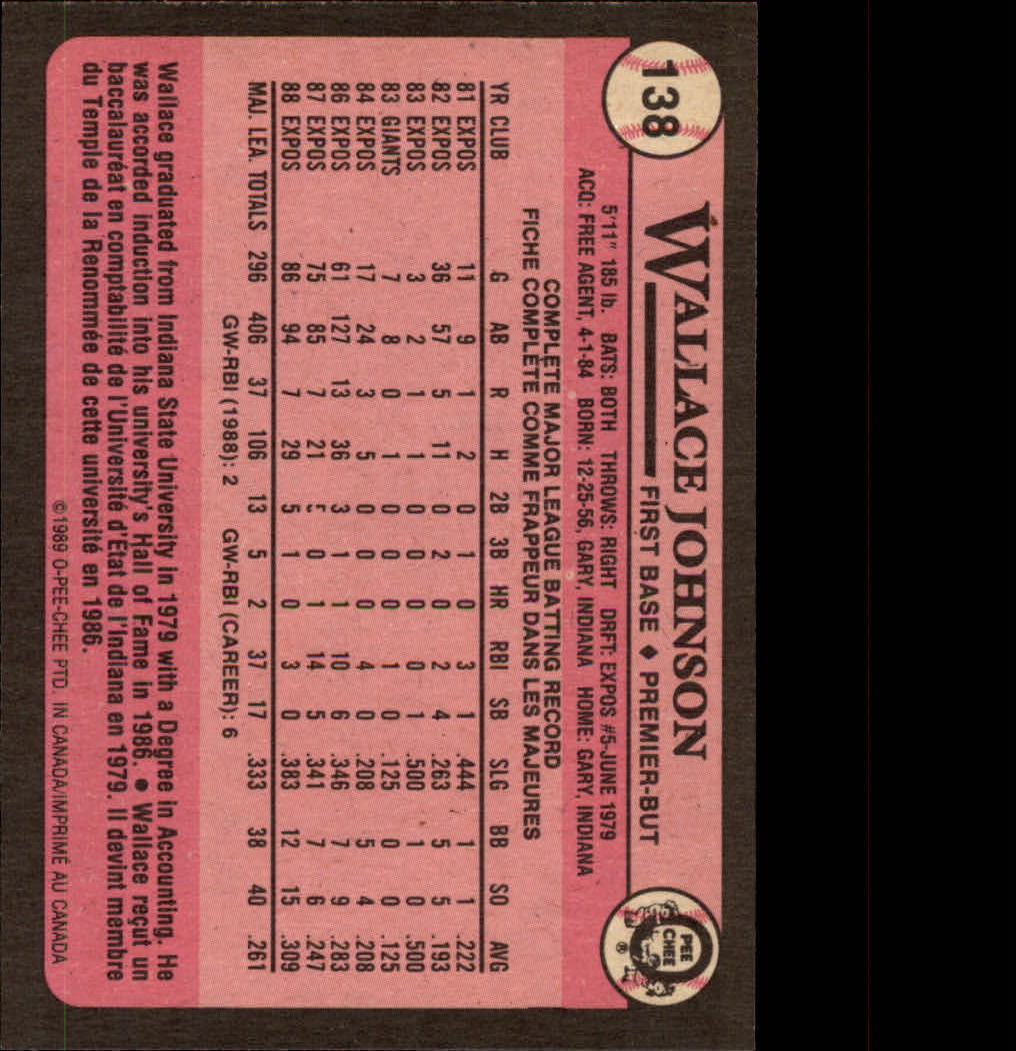 138
WALLACE JOHNSON
FIRST BASE ♦ PREMIER-BUT
O PEE CHEE ®
5'11" 185 lb. BATS: BOTH THROWS: RIGHT DRFT: EXPOS #5-JUNE 1979
ACQ: FREE AGENT, 4-1-84 BORN: 12-25-56, GARY, INDIANA HOME: GARY, INDIANA
COMPLETE MAJOR LEAGUE BATTING RECORD
FICHE COMPLÈTE COMME FRAPPEUR DANS LES MAJEURES
YR CLUB G AB R H 2B 3B HR RBI SB SLG BB SO AVG
81 EXPOS 11 9 1 2 0 1 0 3 1 .444 1 1 .222
82 EXPOS 36 57 5 11 0 2 0 2 4 .263 5 5 .193
83 EXPOS 3 2 1 1 0 0 0 0 1 .500 1 0 .500
83 GIANTS 7 8 0 1 0 0 0 1 0 .125 0 0 .125
84 EXPOS 17 24 3 5 0 0 0 4 0 .208 5 4 .208
86 EXPOS 61 127 13 36 3 1 1 10 6 .346 7 9 .283
87 EXPOS 75 85 7 21 5 0 1 14 5 .341 7 6 .247
88 EXPOS 86 94 7 29 5 1 0 3 0 .383 12 15 .309
MAJ. LEA. TOTALS 296 406 37 106 13 5 2 37 17 .333 38 40 .261
GW-RBI (1988): 2 GW-RBI (CAREER): 6
Wallace graduated from Indiana State University in 1979 with a Degree in Accounting. He
was accorded induction into his university's Hall of Fame in 1986. ● Wallace reçut un
baccalauréat en comptabilité de l'Université d'État de l'Indiana en 1979. Il devint membre
du Temple de la Renommée de cette université en 1986.
©1989 O-PEE-CHEE PTD. IN CANADA/IMPRIMÉ AU CANADA